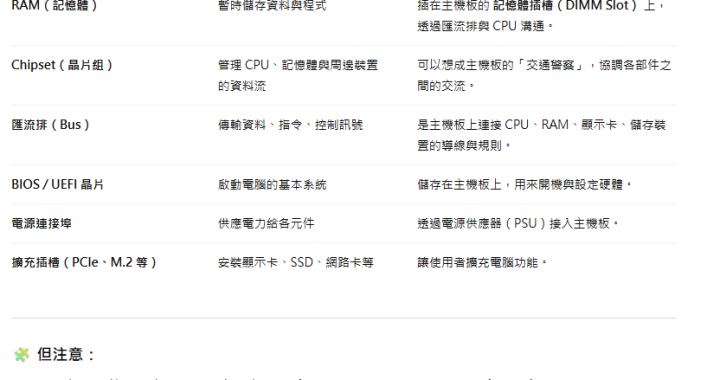 RAM（記憶體） 暫時儲存資料與程式 插在主機板的 記憶體插槽（DIMM Slot） 上，
透過匯流排與 CPU 溝通。
Chipset（晶片組） 管理 CPU、記憶體與周邊裝置 可以想成主機板的「交通警察」，協調各部件之
的資料流 間的交流。
匯流排（Bus） 傳輸資料、指令、控制訊號 是主機板上連接 CPU、RAM、顯示卡、儲存裝
置的導線與規則。
BIOS / UEFI 晶片 啟動電腦的基本系統 儲存在主機板上，用來開機與設定硬體。
電源連接埠 供應電力給各元件 透過電源供應器（PSU）接入主機板。
擴充插槽（PCIe、M.2 等） 安裝顯示卡、SSD、網路卡等 讓使用者擴充電腦功能。
但注意：